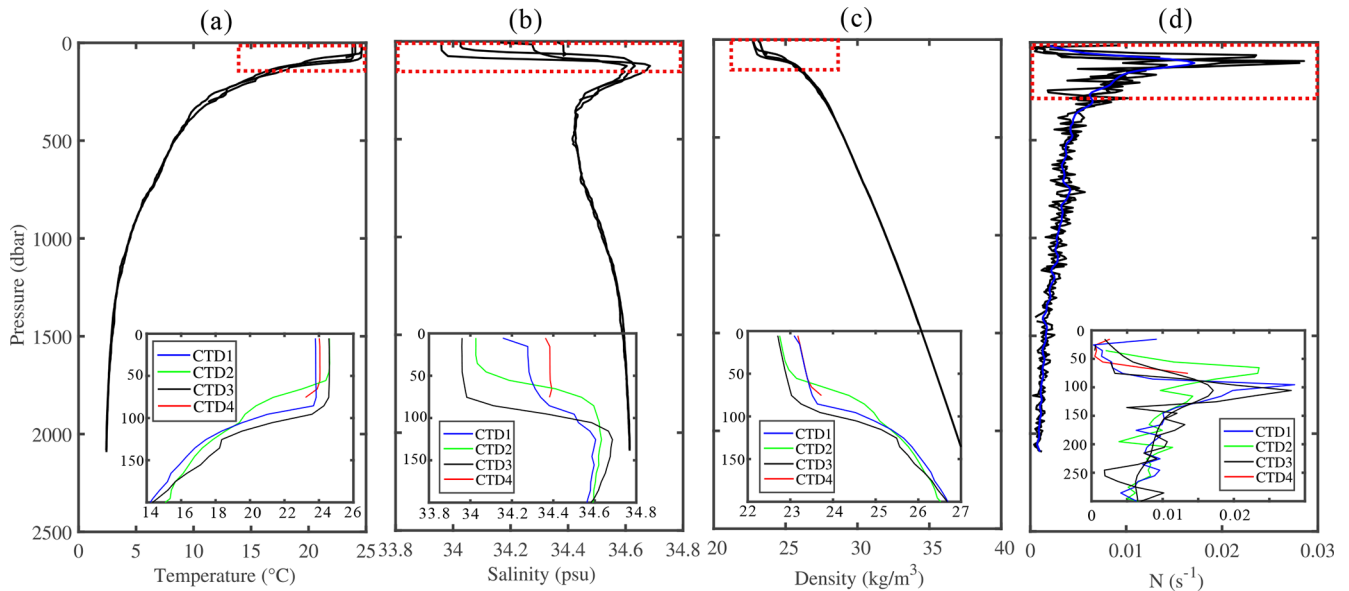 (a)
(b)
(c)
(d)
Pressure (dbar)
0
500
1000
1500
2000
2500
0
5
10
15
20
25
Temperature (°C)
0
50
100
150
14
16
18
20
22
24
26
CTD1
CTD2
CTD3
CTD4
33.8
34
34.2
34.4
34.6
34.8
Salinity (psu)
0
50
100
150
33.8
34
34.2
34.4
34.6
34.8
CTD1
CTD2
CTD3
CTD4
20
25
30
35
40
Density (kg/m³)
0
50
100
150
22
23
24
25
26
27
CTD1
CTD2
CTD3
CTD4
0
0.01
0.02
0.03
N (s⁻¹)
0
50
100
150
200
250
0
0.01
0.02
CTD1
CTD2
CTD3
CTD4